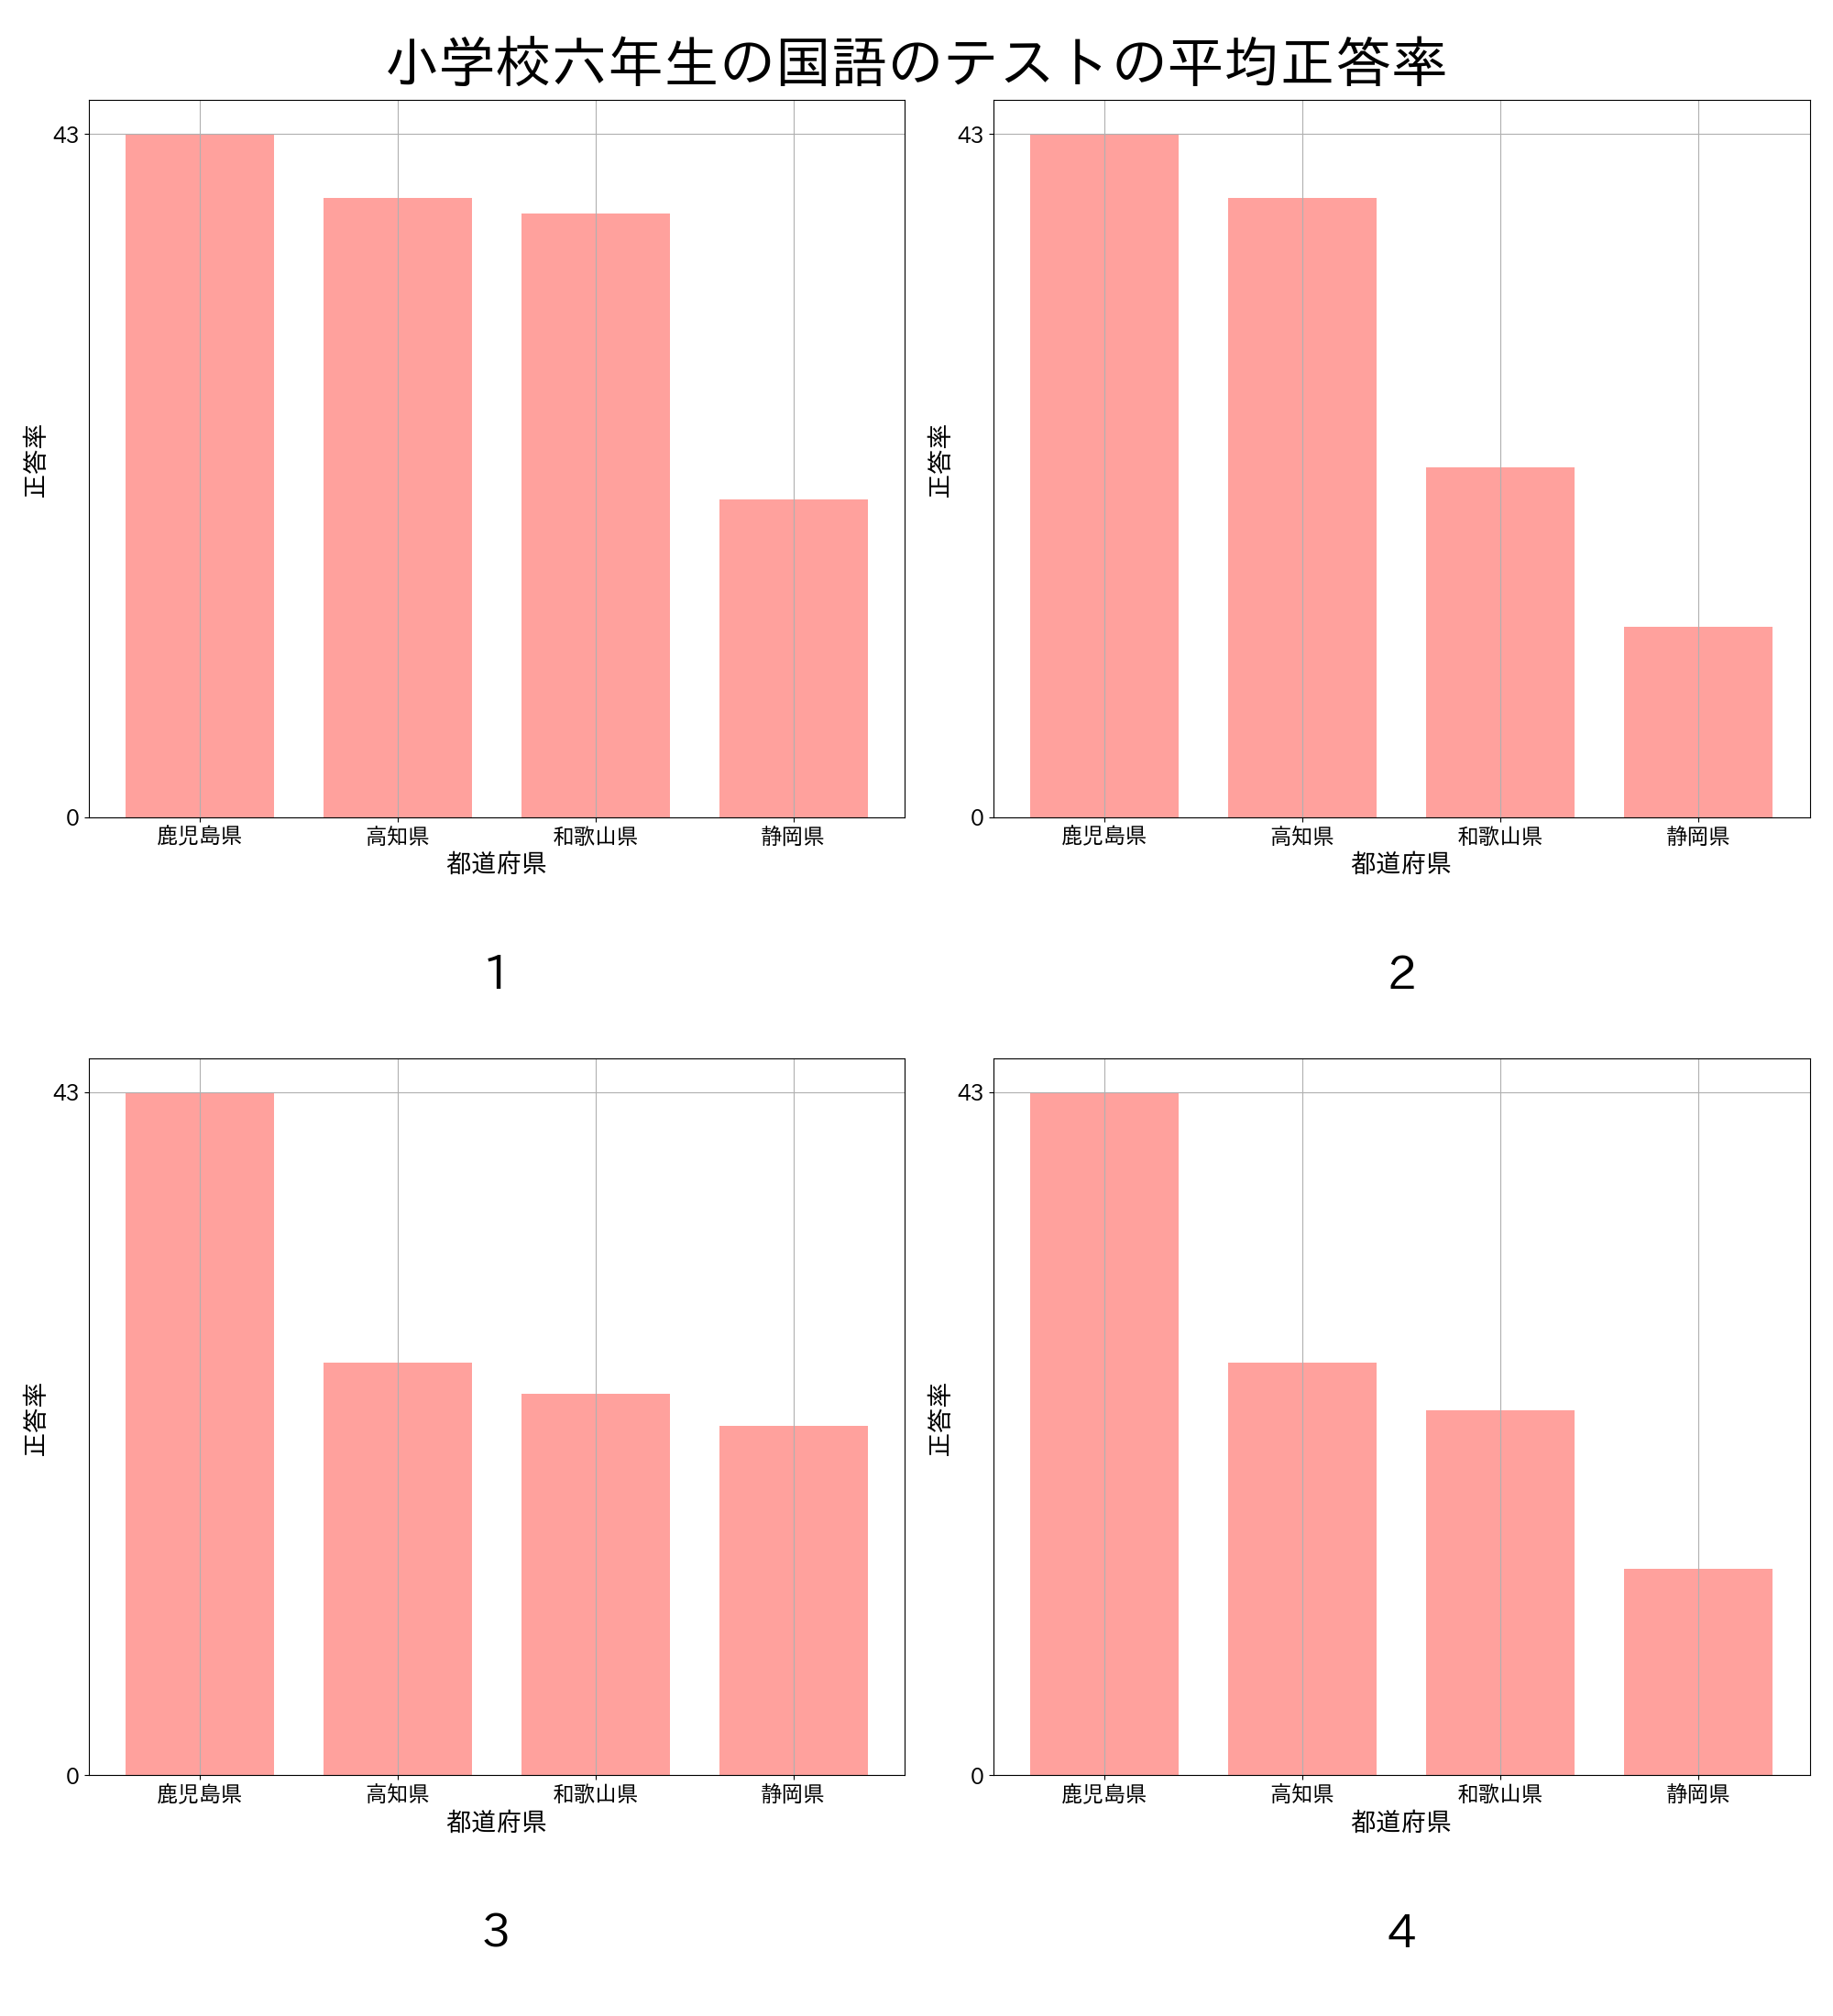 小学校六年生の国語のテストの平均正答率
43
0
正答率
鹿児島県 高知県 和歌山県 静岡県
都道府県
1
43
0
正答率
鹿児島県 高知県 和歌山県 静岡県
都道府県
2
43
0
正答率
鹿児島県 高知県 和歌山県 静岡県
都道府県
3
43
0
正答率
鹿児島県 高知県 和歌山県 静岡県
都道府県
4